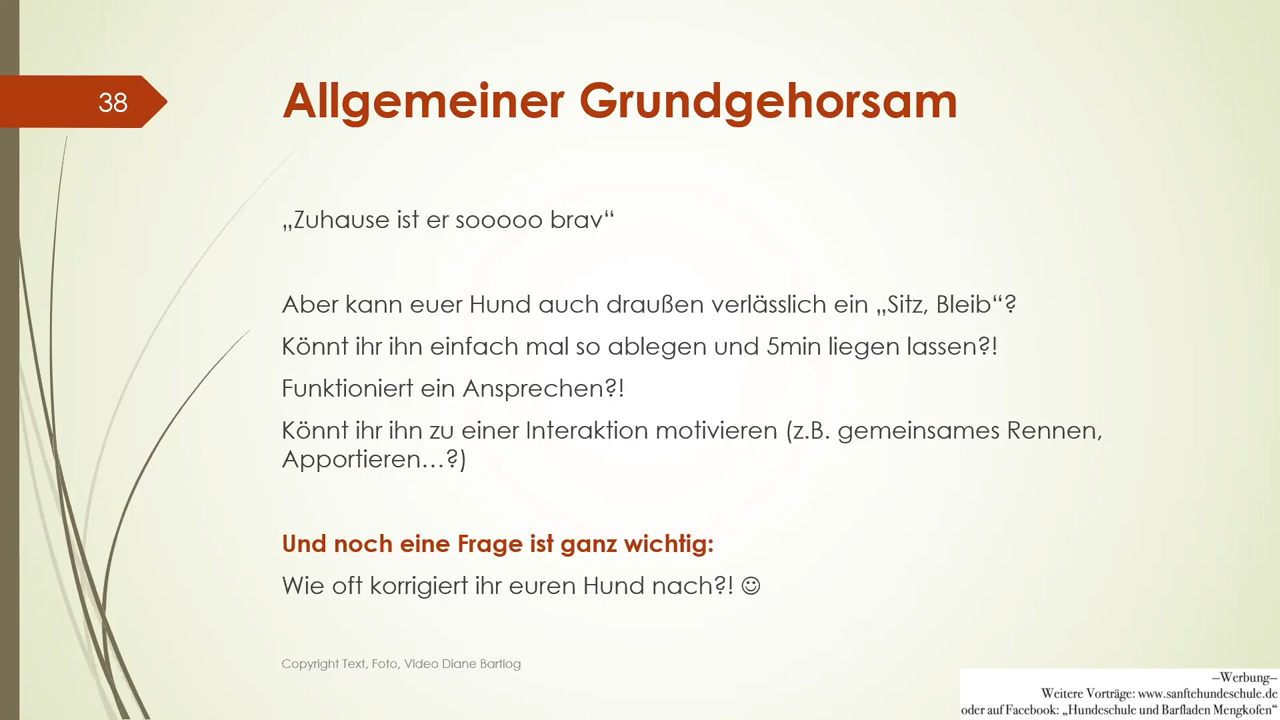 38
Allgemeiner Grundgehorsam
„Zuhause ist er sooooo brav“
Aber kann euer Hund auch draußen verlässlich ein „Sitz, Bleib“?
Könnt ihr ihn einfach mal so ablegen und 5min liegen lassen?!
Funktioniert ein Ansprechen?!
Könnt ihr ihn zu einer Interaktion motivieren (z.B. gemeinsames Rennen,
Apportieren…?)
Und noch eine Frage ist ganz wichtig:
Wie oft korrigiert ihr euren Hund nach?! ☺
Copyright Text, Foto, Video Diane Bartlog
—Werbung—
Weitere Vorträge: www.sanftehundeschule.de
oder auf Facebook: „Hundeschule und Barfladen Mengkofen“